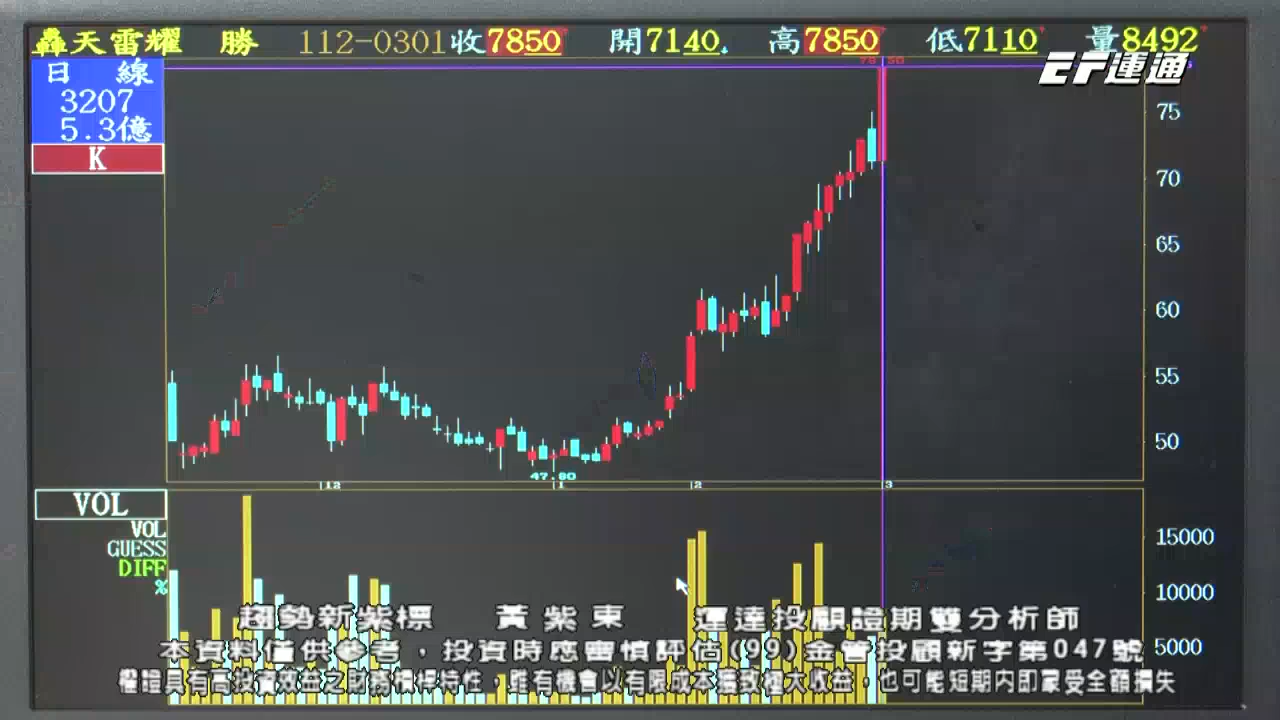 轟天雷耀 勝 112-0301 收7850 開7140 高7850 低7110 量8492
EF運通
日 線
3207
5.3億
K
78.50
75
70
65
60
55
50
47.80
12 1 2 3
VOL
VOL
GUESS
DIFF
%
15000
10000
5000
趨勢新紫標 黃紫東 運達投顧證期雙分析師
本資料僅供參考，投資時應審慎評估(99)金管投顧新字第047號
權證具有高投資效益之財務槓桿特性，雖有機會以有限成本獲致極大收益，也可能短期內即蒙受全額損失